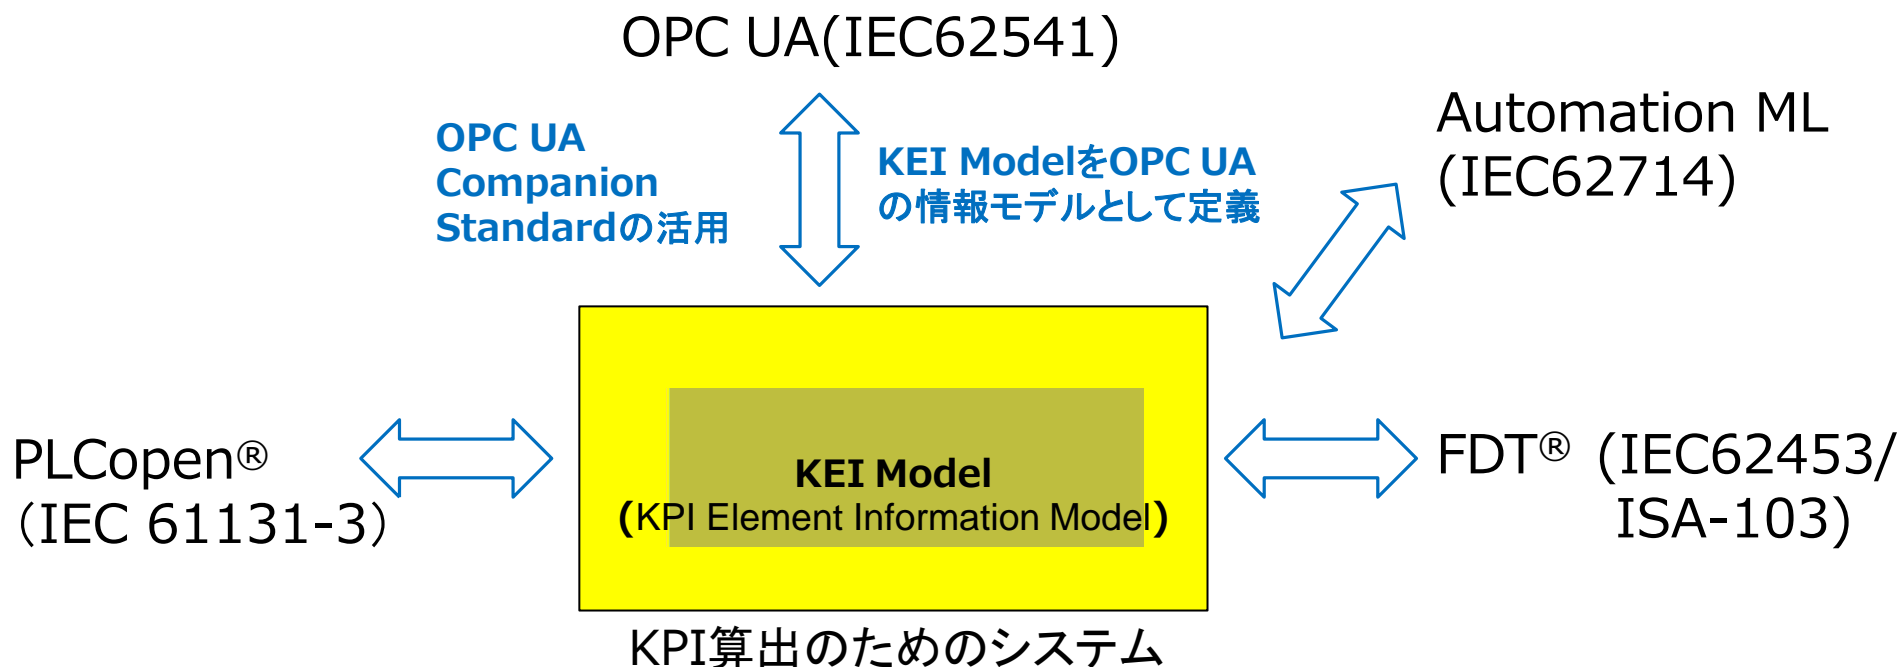 OPC UA(IEC62541)
OPC UA
Companion
Standardの活用
KEI ModelをOPC UA
の情報モデルとして定義
Automation ML
(IEC62714)
PLCopen®
（IEC 61131-3）
KEI Model
(KPI Element Information Model)
FDT® (IEC62453/
ISA-103)
KPI算出のためのシステム